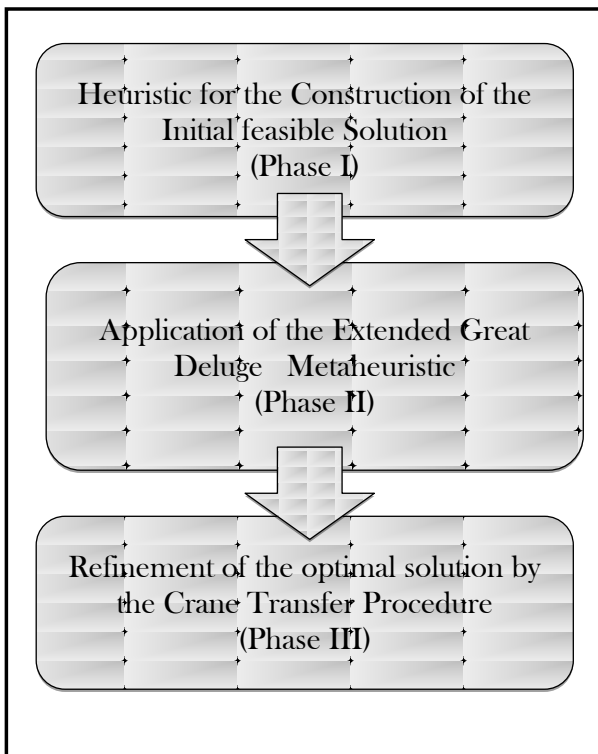 Heuristic for the Construction of the
Initial feasible Solution
(Phase I)
Application of the Extended Great
Deluge Metaheuristic
(Phase II)
Refinement of the optimal solution by
the Crane Transfer Procedure
(Phase III)